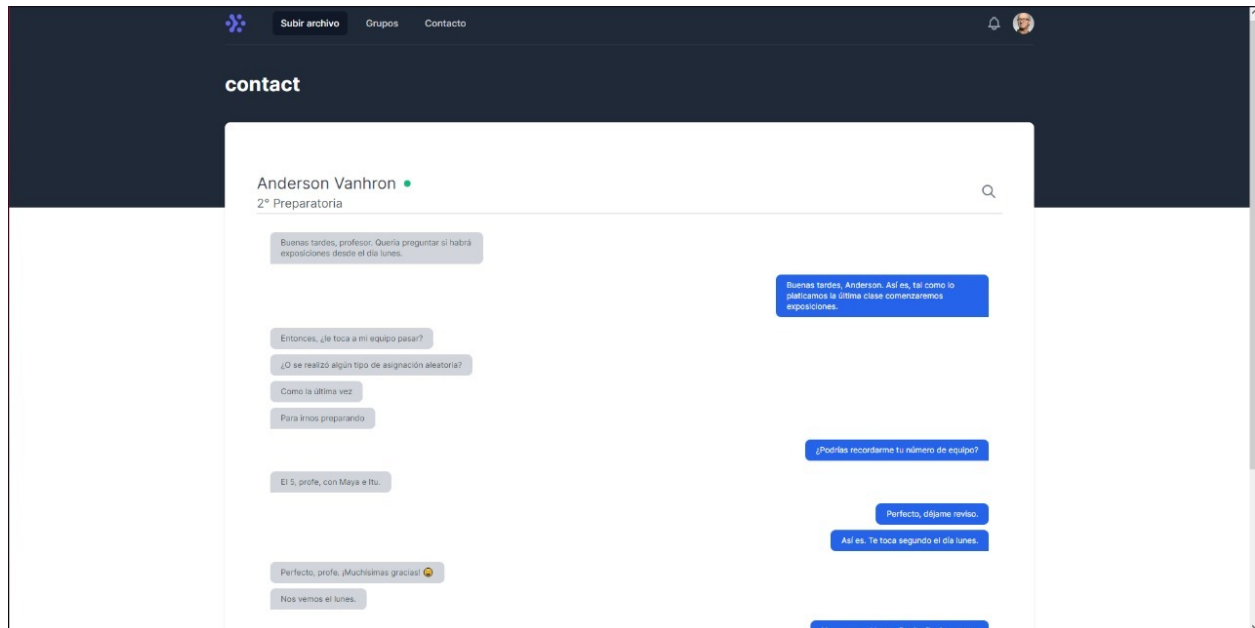 Subir archivo Grupos Contacto
contact
Anderson Vanhron
2° Preparatoria
Buenas tardes, profesor. Quería preguntar si habrá
exposiciones desde el día lunes.
Buenas tardes, Anderson. Así es, tal como lo
platicamos la última clase comenzaremos
exposiciones.
Entonces, ¿le toca a mi equipo pasar?
¿O se realizó algún tipo de asignación aleatoria?
Como la última vez
Para irnos preparando
¿Podrías recordarme tu número de equipo?
El 5, profe, con Maya e Itu.
Perfecto, déjame reviso.
Así es. Te toca segundo el día lunes.
Perfecto, profe. ¡Muchísimas gracias!
Nos vemos el lunes.